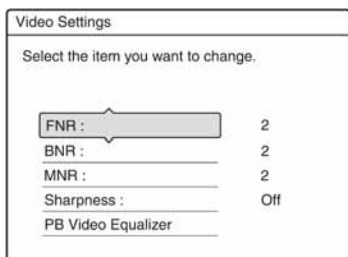 Video Settings
Select the item you want to change.
FNR : 2
BNR : 2
MNR : 2
Sharpness : Off
PB Video Equalizer